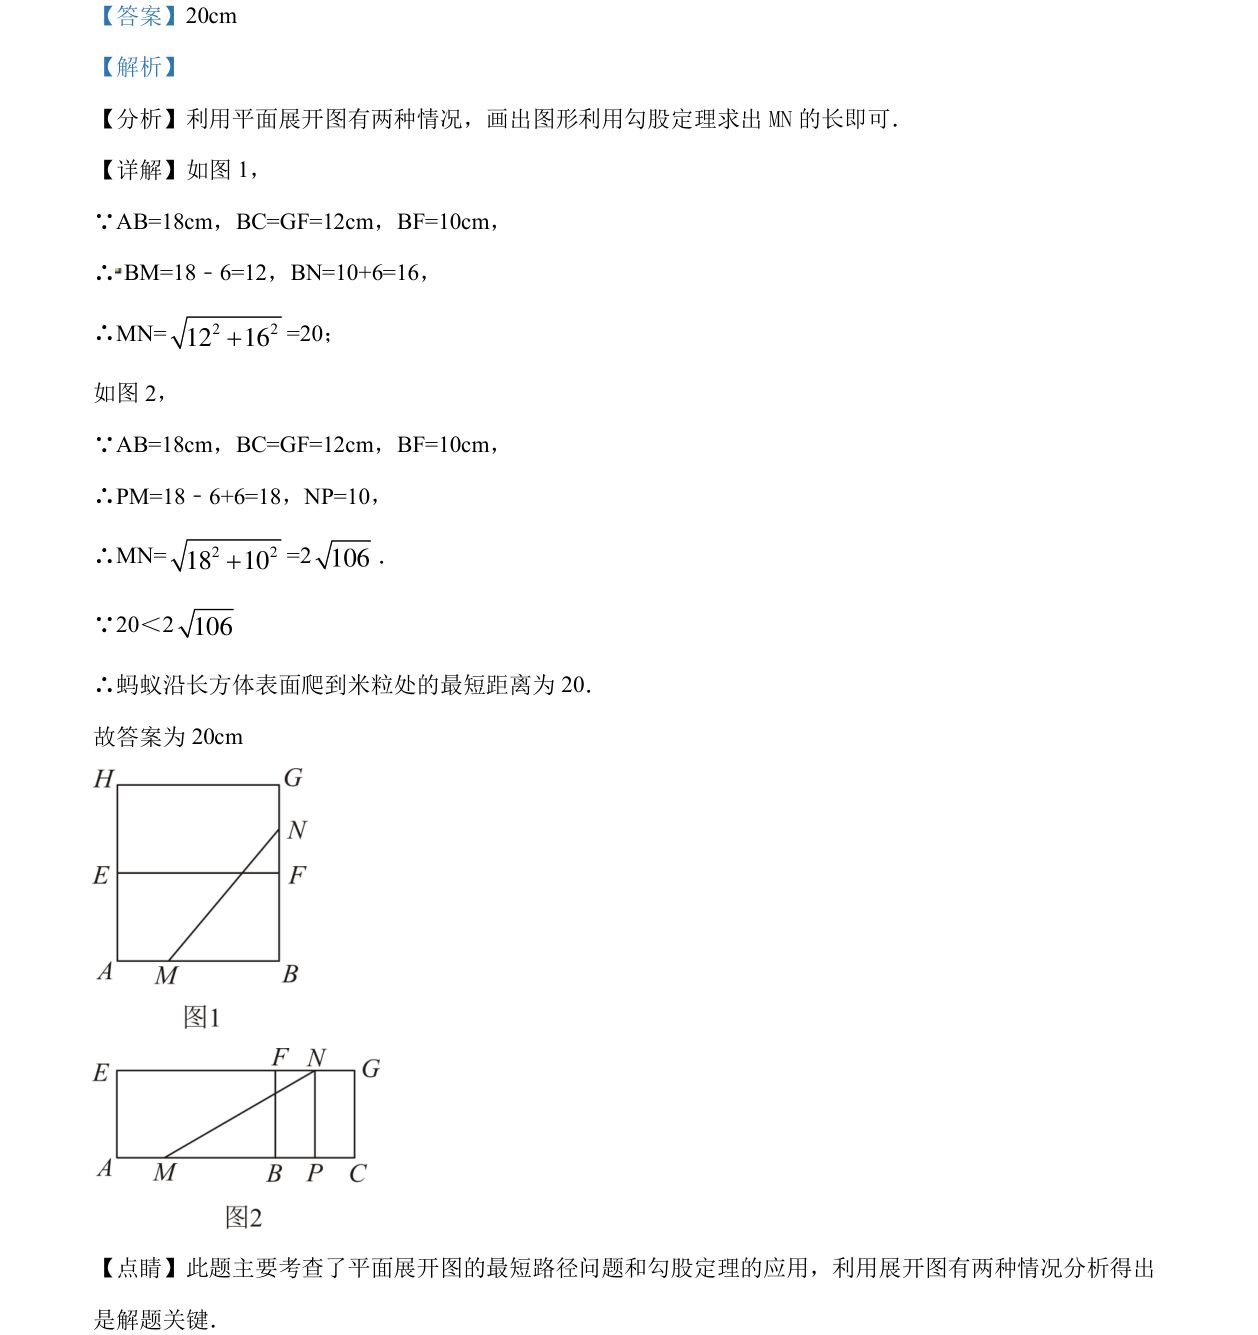 【答案】20cm
【解析】
【分析】利用平面展开图有两种情况，画出图形利用勾股定理求出 MN 的长即可．
【详解】如图 1，
∵AB=18cm，BC=GF=12cm，BF=10cm，
∴BM=18﹣6=12，BN=10+6=16，
∴MN=√(12²+16²)=20；
如图 2，
∵AB=18cm，BC=GF=12cm，BF=10cm，
∴PM=18﹣6+6=18，NP=10，
∴MN=√(18²+10²)=2√106．
∵20＜2√106
∴蚂蚁沿长方体表面爬到米粒处的最短距离为 20．
故答案为 20cm
H G
N
E F
A M B
图1
E F N G
A M B P C
图2
【点睛】此题主要考查了平面展开图的最短路径问题和勾股定理的应用，利用展开图有两种情况分析得出
是解题关键．